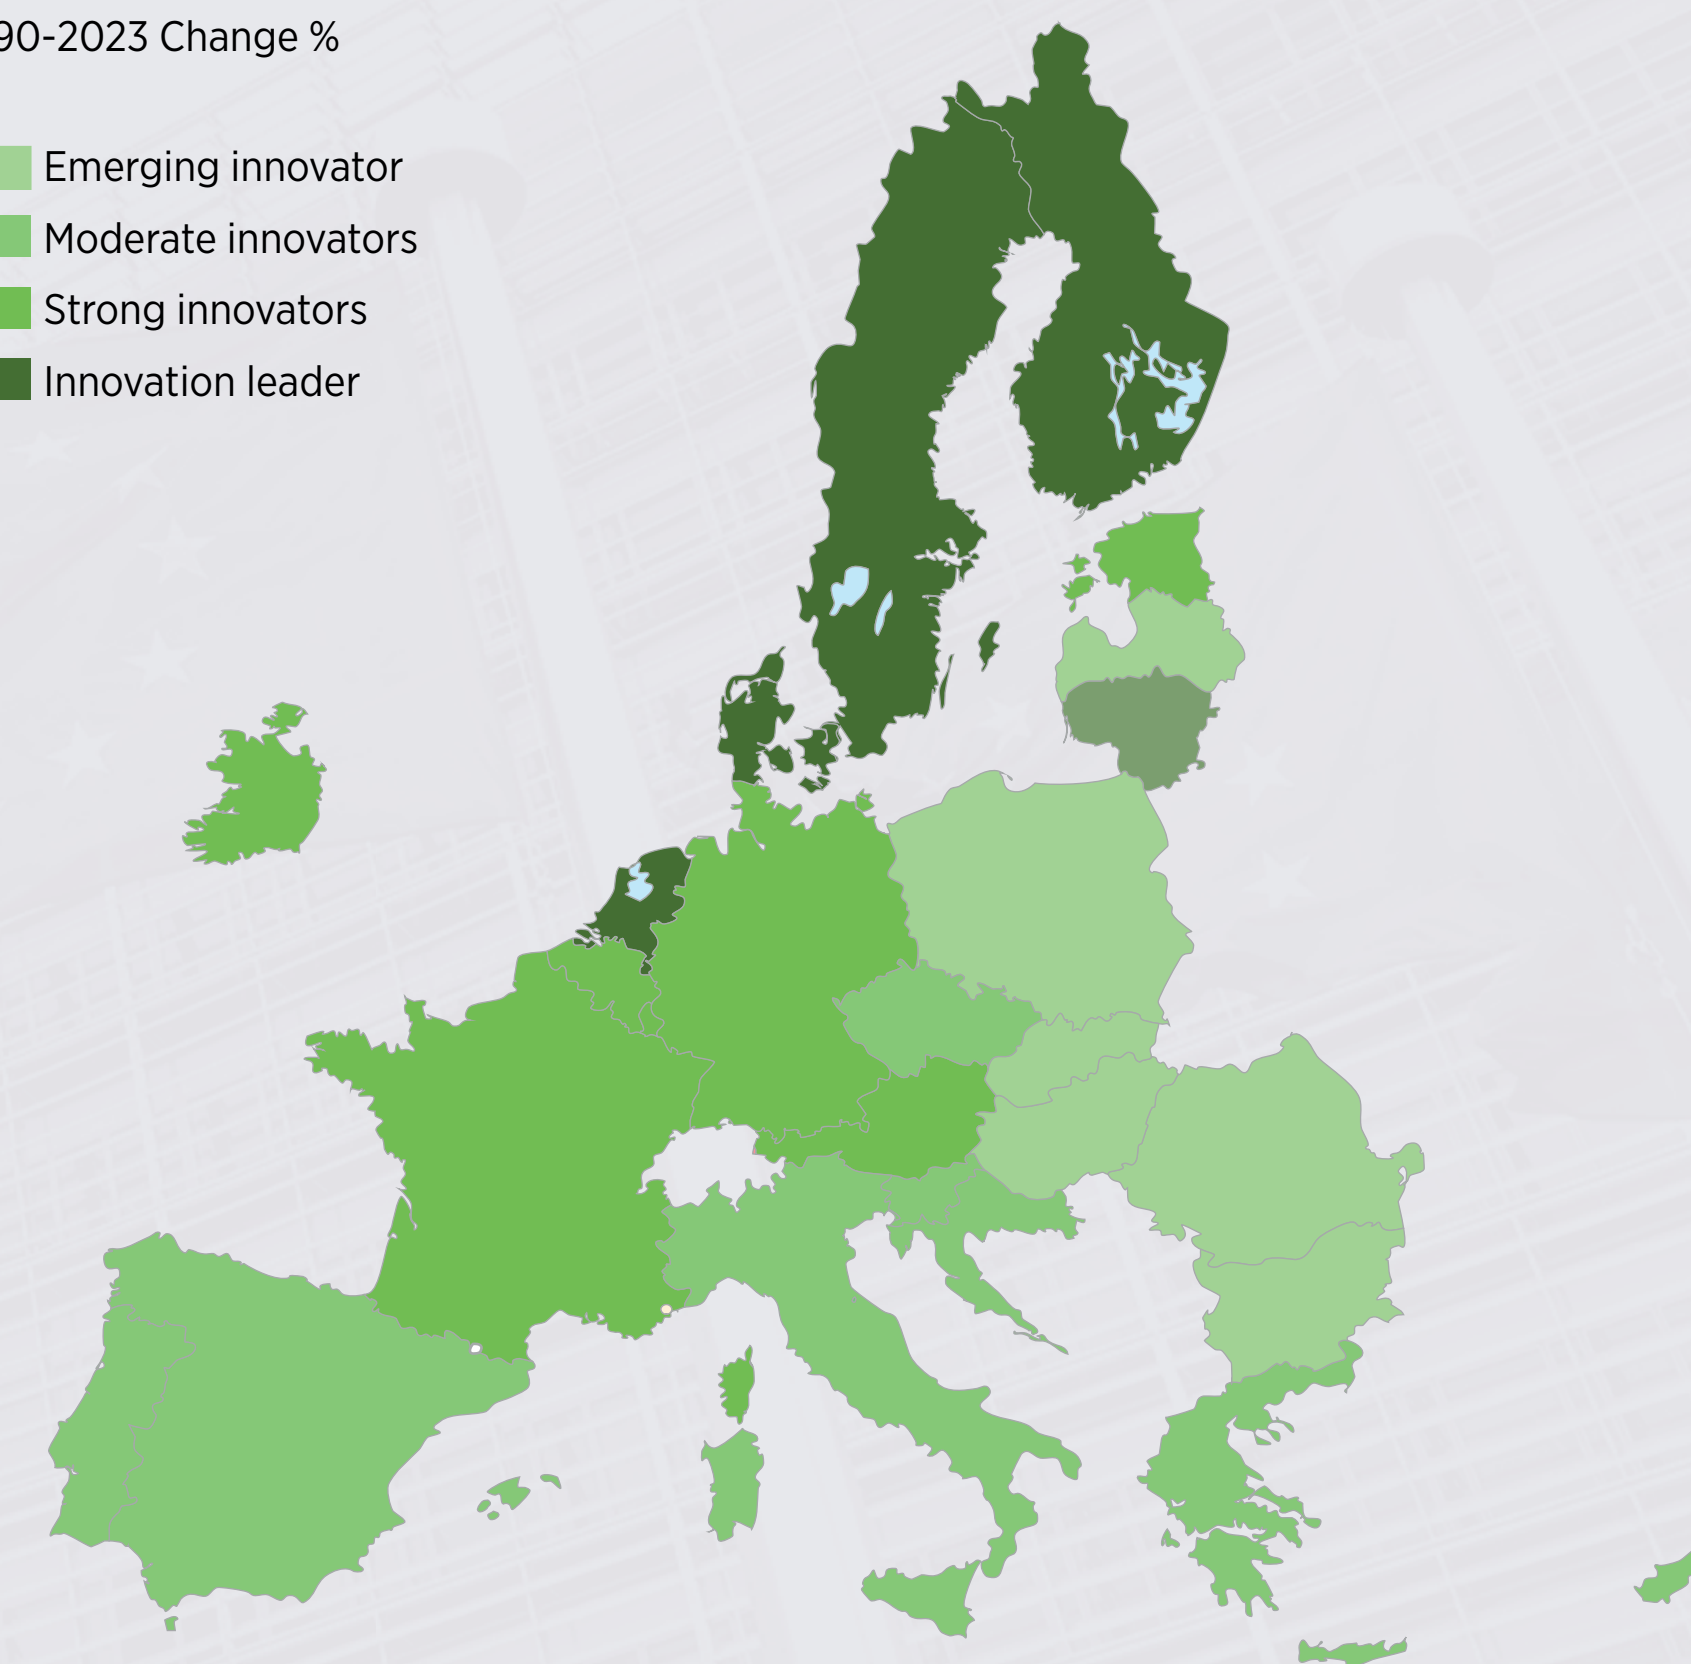 90-2023 Change %
Emerging innovator
Moderate innovators
Strong innovators
Innovation leader